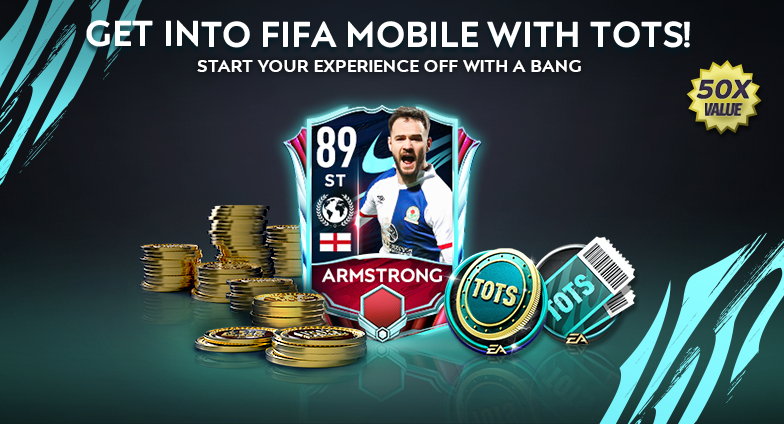 GET INTO FIFA MOBILE WITH TOTS!
START YOUR EXPERIENCE OFF WITH A BANG
50X
VALUE
89
ST
ARMSTRONG
TOTS
EA
TOTS
EA